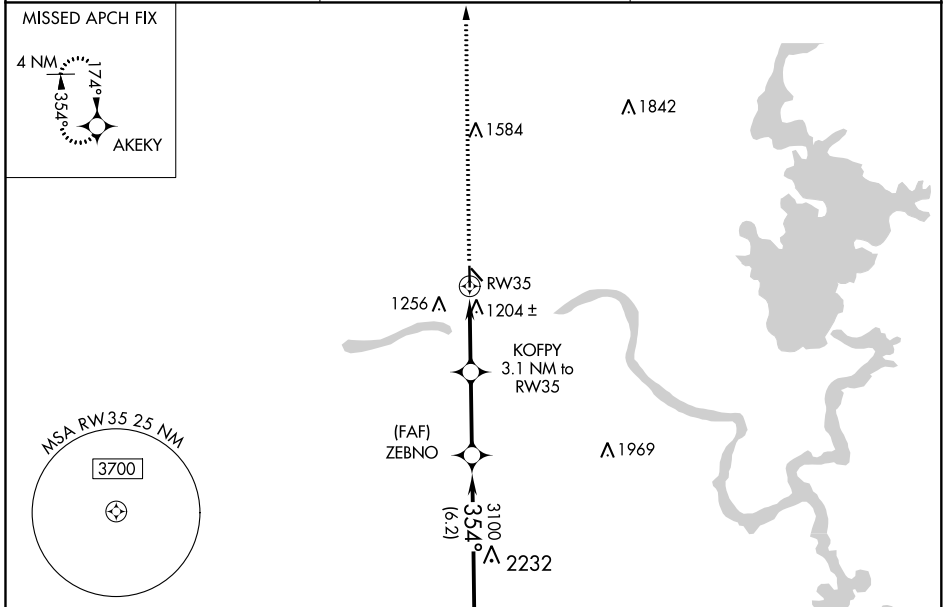 MISSED APCH FIX
4 NM
174°
354°
AKEKY
1842
1584
RW35
1256
1204 ±
KOFPY
3.1 NM to
RW35
(FAF)
ZEBNO
1969
MSA RW35 25 NM
3700
3100
354°
(6.2)
2232